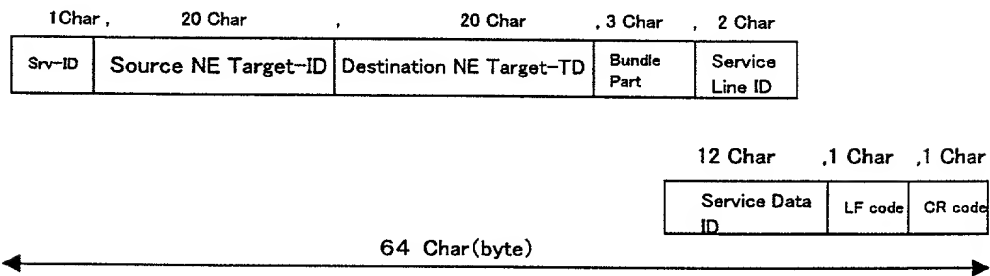 1Char , 20 Char , 20 Char , 3 Char , 2 Char
Srv-ID Source NE Target-ID Destination NE Target-TD Bundle Part Service Line ID
12 Char ,1 Char ,1 Char
Service Data ID LF code CR code
64 Char(byte)